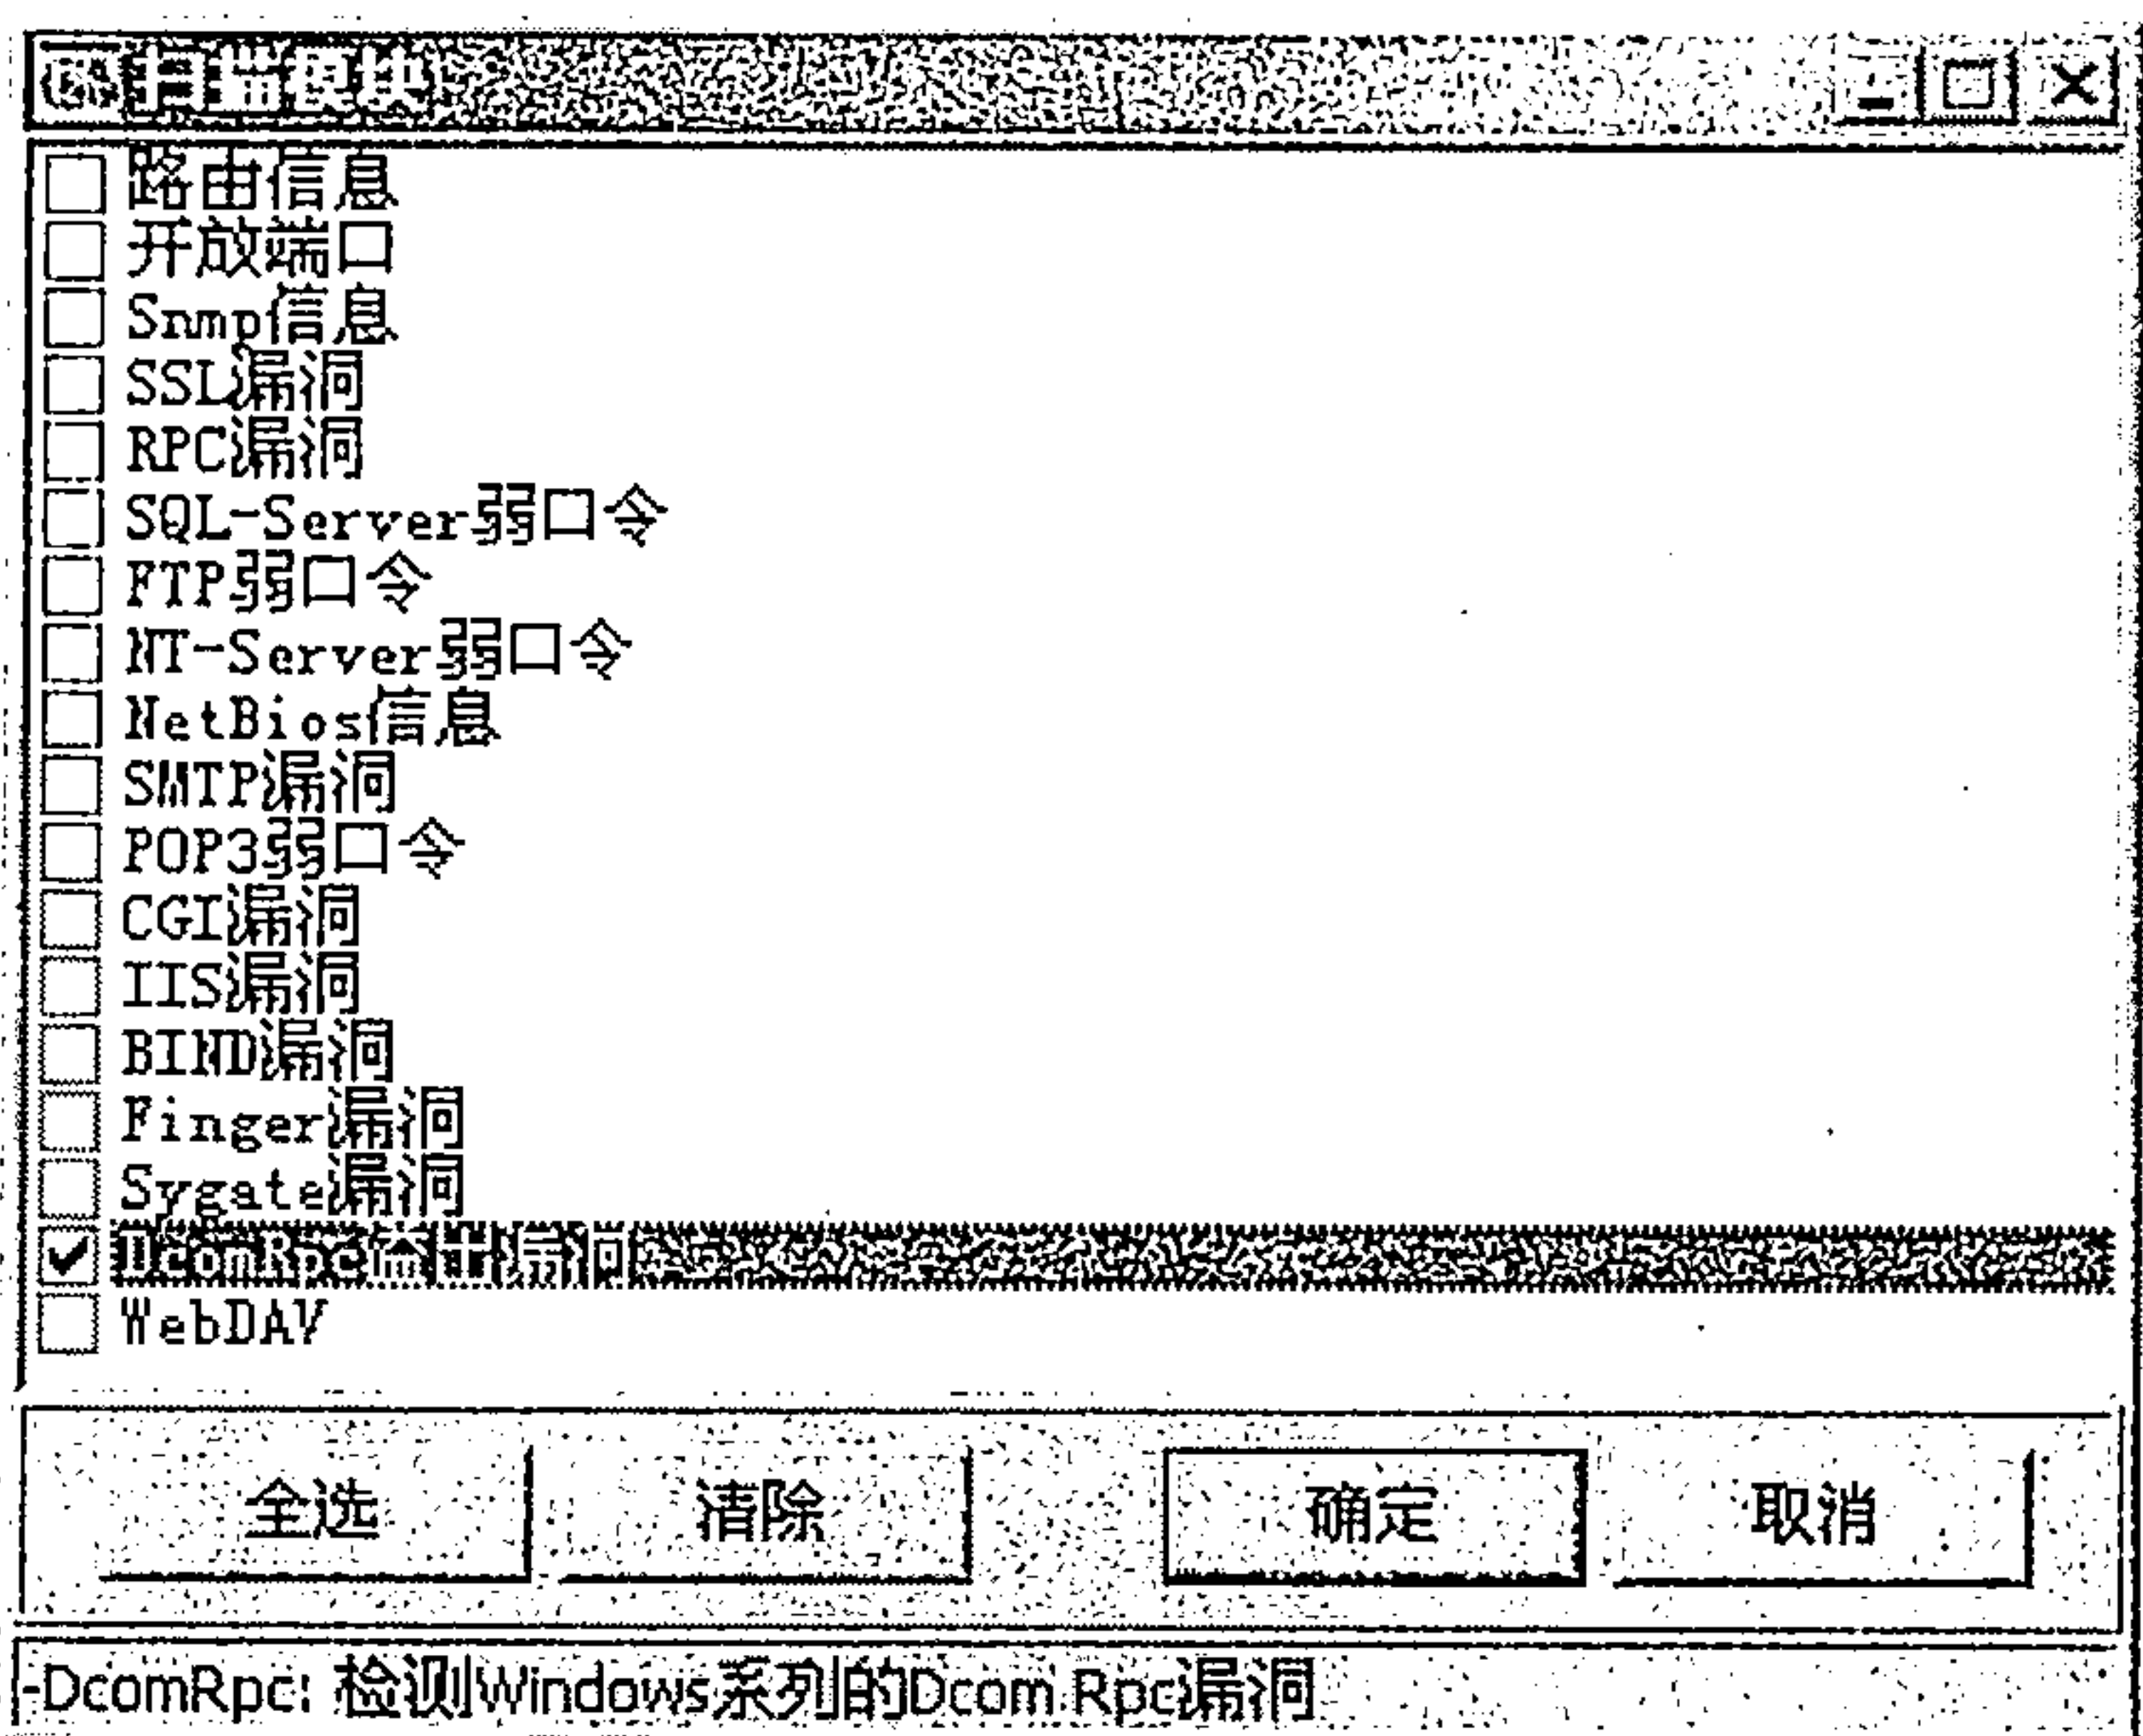 扫描模块
路由信息
开放端口
Snmp信息
SSL漏洞
RPC漏洞
SQL-Server弱口令
FTP弱口令
NT-Server弱口令
NetBios信息
SMTP漏洞
POP3弱口令
CGI漏洞
IIS漏洞
BIND漏洞
Finger漏洞
Sygate漏洞
DcomRpc溢出漏洞
WebDAV
全选 清除 确定 取消
-DcomRpc: 检测Windows系列的Dcom Rpc漏洞